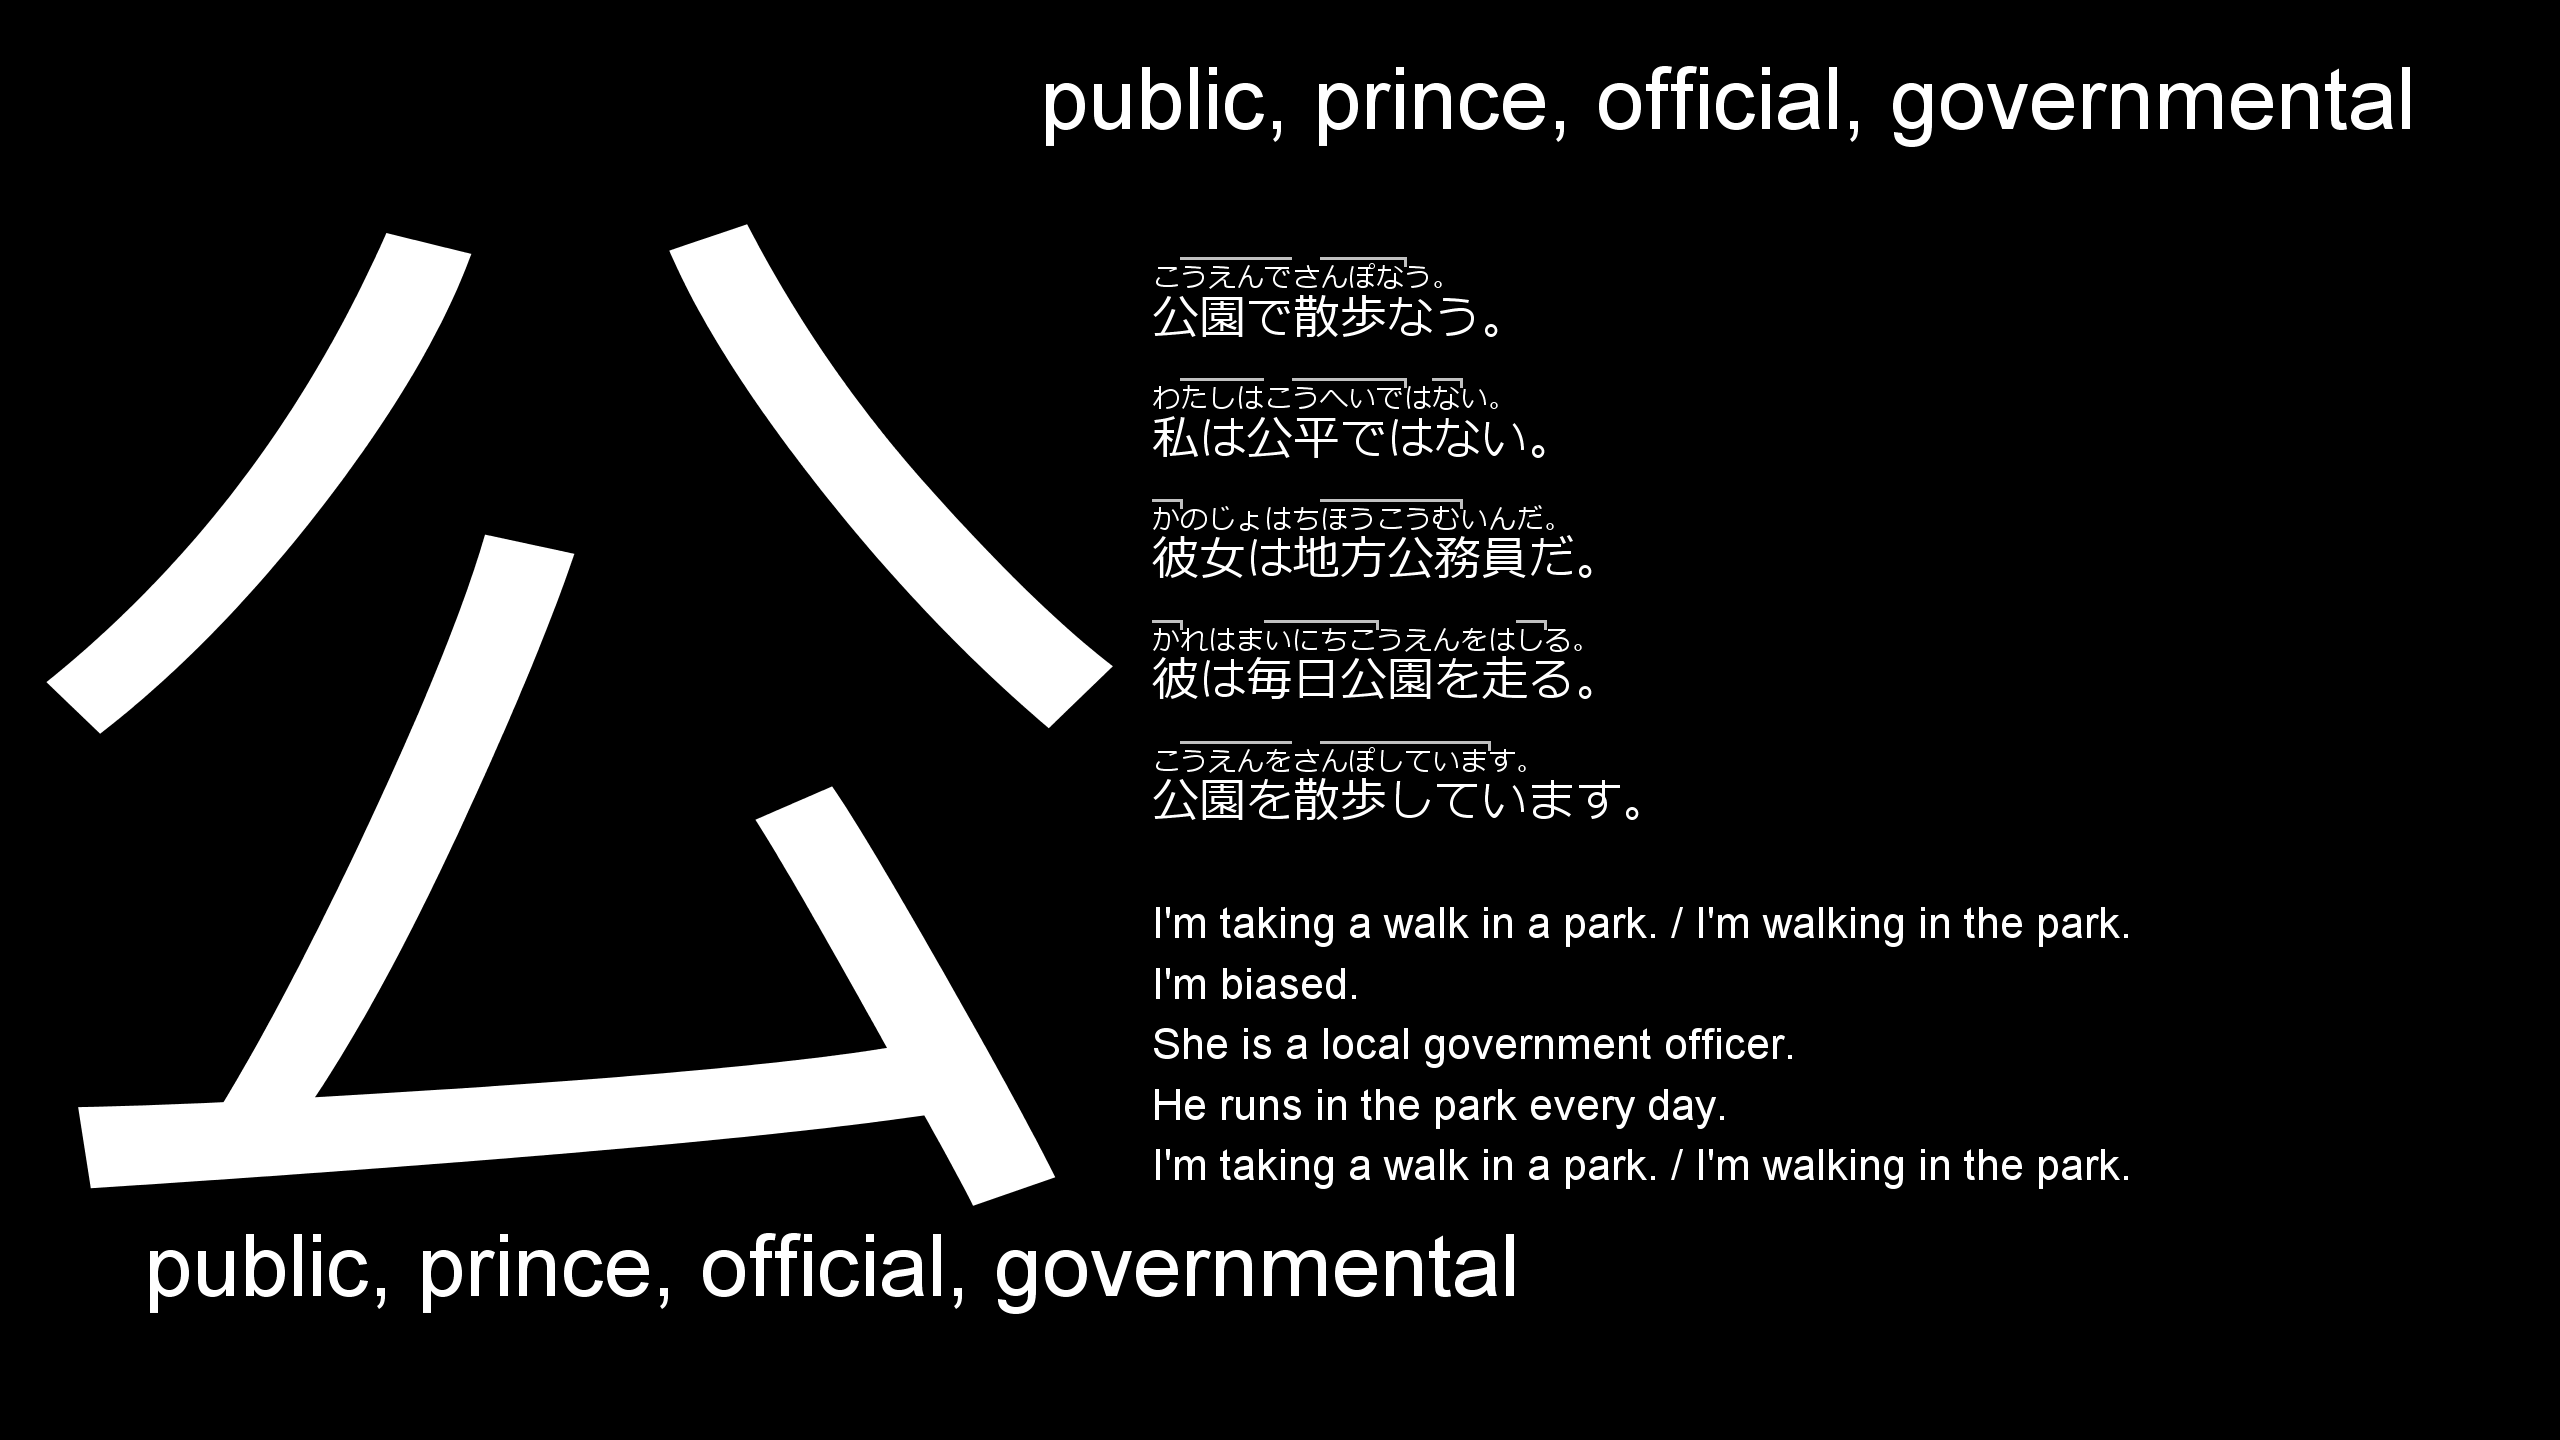 public, prince, official, governmental
公
こうえんでさんぽなう。
公園で散歩なう。
わたしはこうへいではない。
私は公平ではない。
かのじょはちほうこうむいんだ。
彼女は地方公務員だ。
かれはまいにちこうえんをはしる。
彼は毎日公園を走る。
こうえんをさんぽしています。
公園を散歩しています。
I'm taking a walk in a park. / I'm walking in the park.
I'm biased.
She is a local government officer.
He runs in the park every day.
I'm taking a walk in a park. / I'm walking in the park.
public, prince, official, governmental